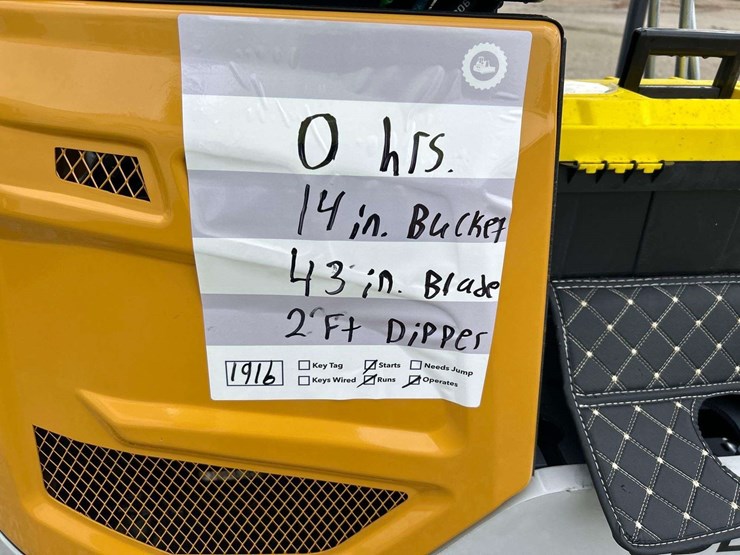 0 hrs.
14 in. Bucket
43 in. Blade
2 Ft Dipper
1916 Key Tag Starts Needs Jump
Keys Wired Runs Operates